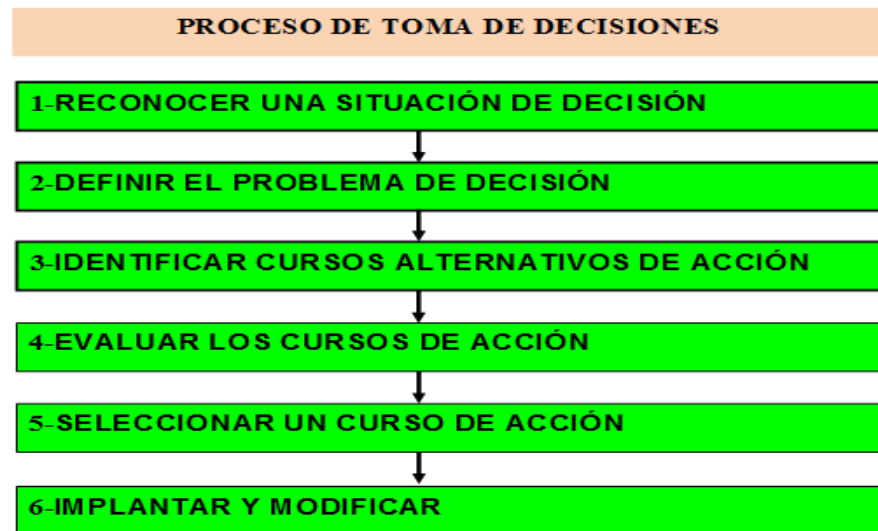 PROCESO DE TOMA DE DECISIONES
1-RECONOCER UNA SITUACIÓN DE DECISIÓN
2-DEFINIR EL PROBLEMA DE DECISIÓN
3-IDENTIFICAR CURSOS ALTERNATIVOS DE ACCIÓN
4-EVALUAR LOS CURSOS DE ACCIÓN
5-SELECCIONAR UN CURSO DE ACCIÓN
6-IMPLANTAR Y MODIFICAR